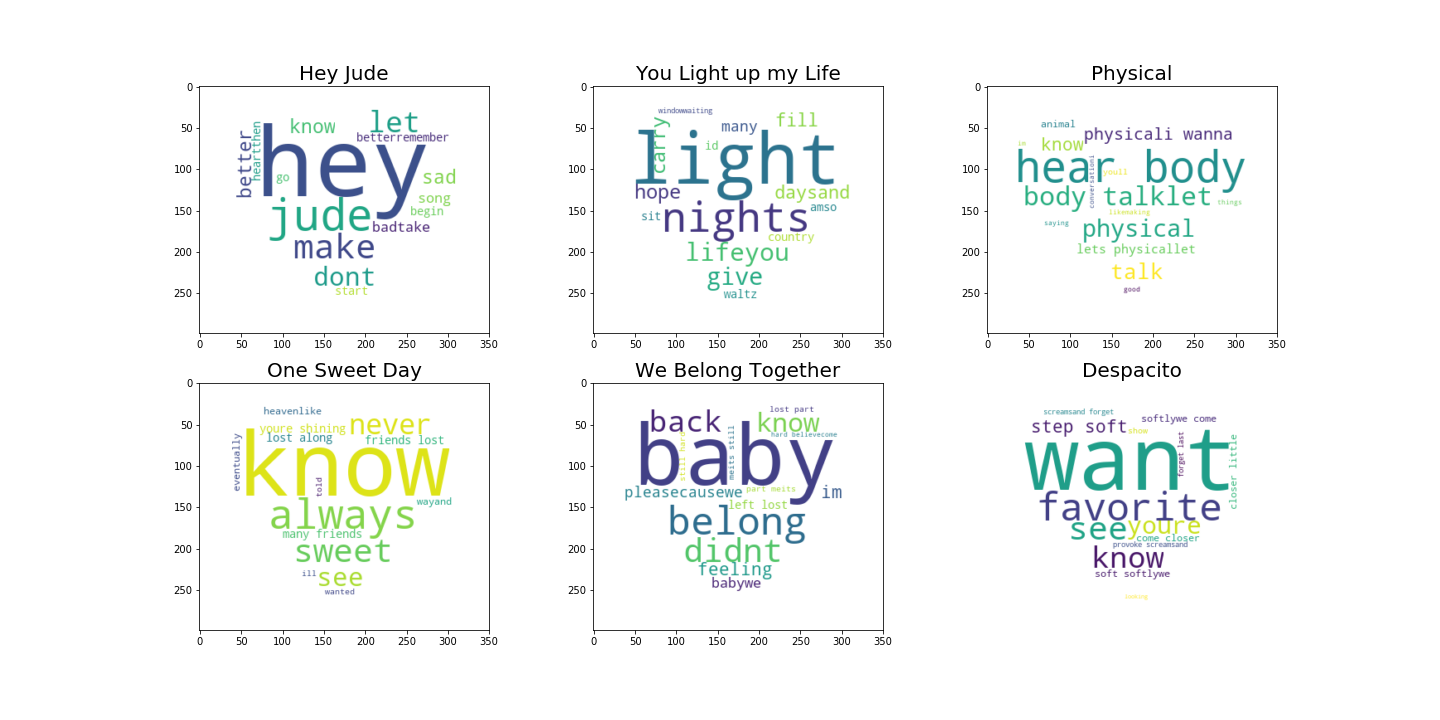 Hey Jude
0
50
100
150
200
250
0 50 100 150 200 250 300 350
know
let
betterremember
better
heartthen
hey
go
sad
song
begin
jude
badtake
make
dont
start
You Light up my Life
0
50
100
150
200
250
0 50 100 150 200 250 300 350
windowwaiting
many
fill
carry
light
id
hope
daysand
sit
nights
amso
country
lifeyou
give
waltz
Physical
0
50
100
150
200
250
0 50 100 150 200 250 300 350
animal
physicali wanna
im
know
hear body
conversationi
youll
body talklet
things
likemaking
saying
physical
lets physicallet
talk
good
One Sweet Day
0
50
100
150
200
250
0 50 100 150 200 250 300 350
heavenlike
youre shining
never
lost along
friends lost
eventually
know
told
always
wayand
many friends
sweet
ill
see
wanted
We Belong Together
0
50
100
150
200
250
0 50 100 150 200 250 300 350
lost part
back
know
hard believecome
still hard
meits still
baby
pleasecausewe
part meits
im
left lost
belong
didnt
feeling
babywe
Despacito
screamsand forget
softlywe come
step soft
show
want
forget last
closer little
favorite
see
youre
come closer
provoke screamsand
know
soft softlywe